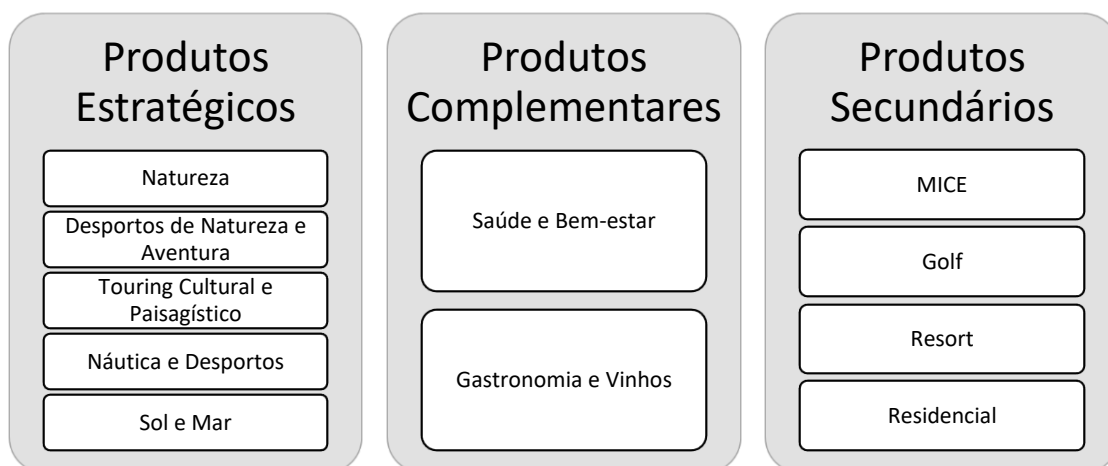 Produtos
Estratégicos
Natureza
Desportos de Natureza e
Aventura
Touring Cultural e
Paisagístico
Náutica e Desportos
Sol e Mar
Produtos
Complementares
Saúde e Bem-estar
Gastronomia e Vinhos
Produtos
Secundários
MICE
Golf
Resort
Residencial